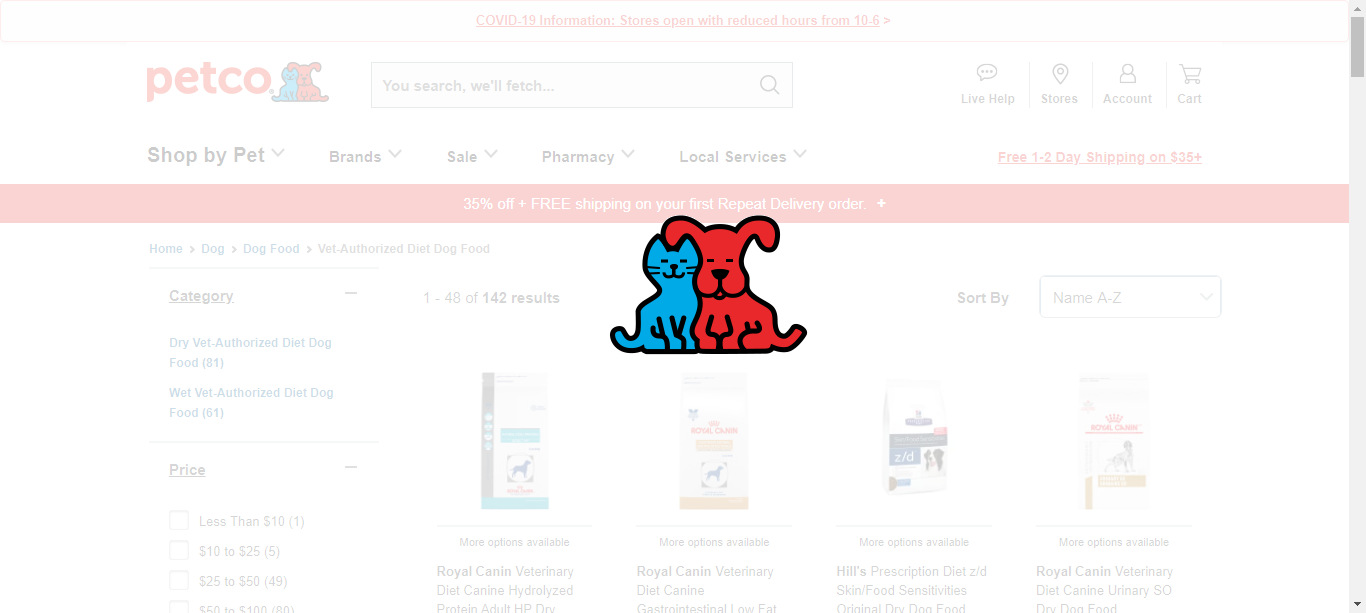 COVID-19 Information: Stores open with reduced hours from 10-6 >
petco
You search, we'll fetch...
Live Help
Stores
Account
Cart
Shop by Pet
Brands
Sale
Pharmacy
Local Services
Free 1-2 Day Shipping on $35+
35% off + FREE shipping on your first Repeat Delivery order. +
Home > Dog > Dog Food > Vet-Authorized Diet Dog Food
Category
Dry Vet-Authorized Diet Dog
Food (81)
Wet Vet-Authorized Diet Dog
Food (61)
Price
Less Than $10 (1)
$10 to $25 (5)
$25 to $50 (49)
$50 to $100 (80)
1 - 48 of 142 results
Sort By
Name A-Z
ROYAL CANIN
z/d
ROYAL CANIN
More options available
Royal Canin Veterinary
Diet Canine Hydrolyzed
Protein Adult HP Dry
More options available
Royal Canin Veterinary
Diet Canine
Gastrointestinal Low Fat
More options available
Hill's Prescription Diet z/d
Skin/Food Sensitivities
Original Dry Dog Food
More options available
Royal Canin Veterinary
Diet Canine Urinary SO
Dry Dog Food